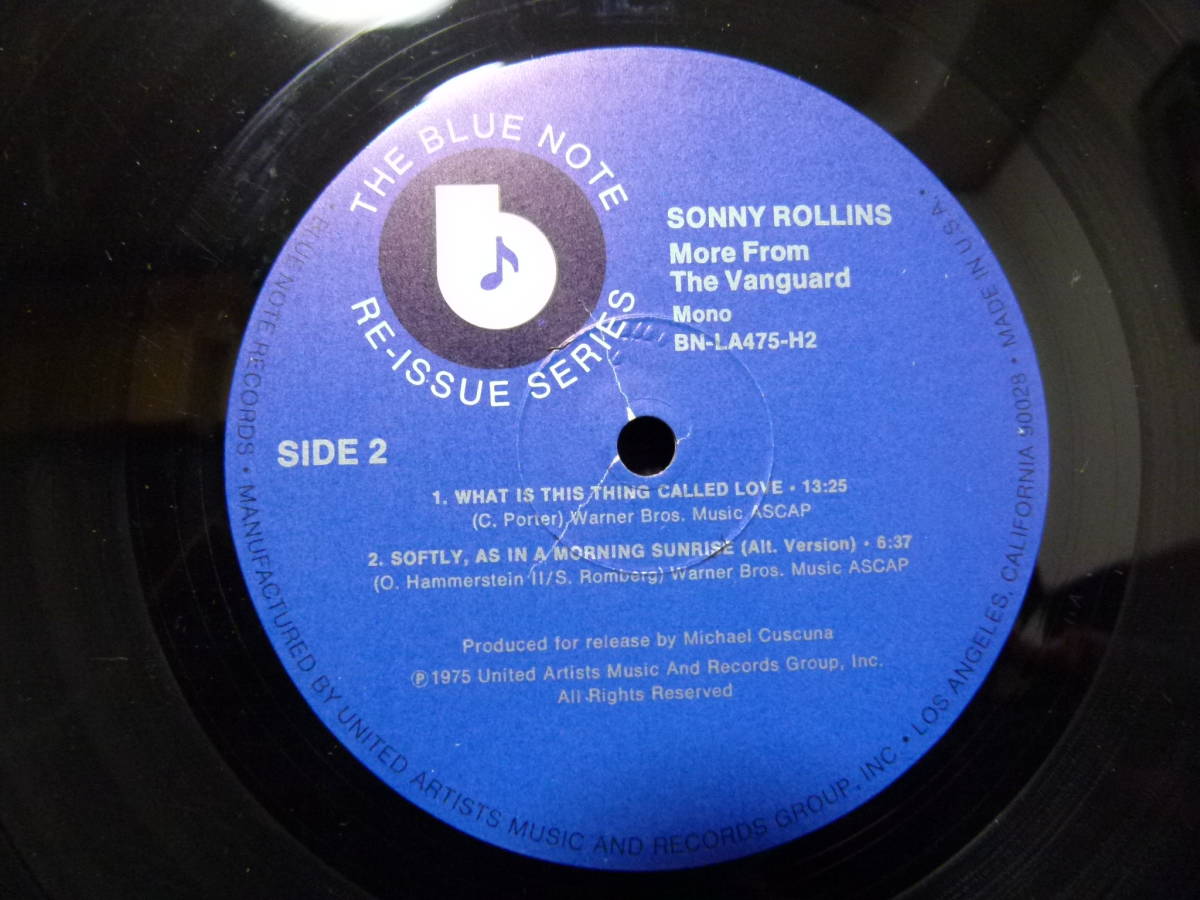 THE BLUE NOTE
b
RE-ISSUE SERIES
SONNY ROLLINS
More From
The Vanguard
Mono
BN-LA475-H2
SIDE 2
1. WHAT IS THIS THING CALLED LOVE • 13:25
(C. Porter) Warner Bros. Music ASCAP
2. SOFTLY, AS IN A MORNING SUNRISE (Alt. Version) • 6:37
(O. Hammerstein II/S. Romberg) Warner Bros. Music ASCAP
Produced for release by Michael Cuscuna
℗1975 United Artists Music And Records Group, Inc.
All Rights Reserved
• BLUE NOTE RECORDS • MANUFACTURED BY UNITED ARTISTS MUSIC AND RECORDS GROUP, INC. • LOS ANGELES, CALIFORNIA 90028 • MADE IN U.S.A. •